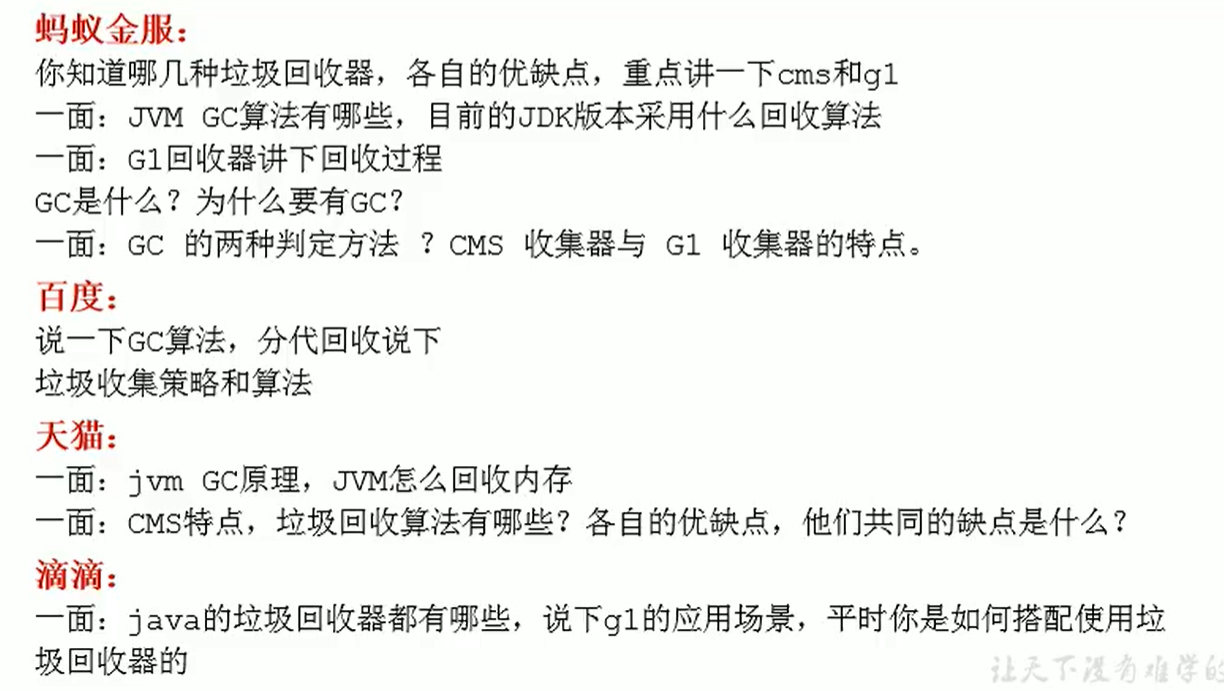 蚂蚁金服：
你知道哪几种垃圾回收器，各自的优缺点，重点讲一下cms和g1
一面：JVM GC算法有哪些，目前的JDK版本采用什么回收算法
一面：G1回收器讲下回收过程
GC是什么？为什么要有GC？
一面：GC 的两种判定方法 ？CMS 收集器与 G1 收集器的特点。
百度：
说一下GC算法，分代回收说下
垃圾收集策略和算法
天猫：
一面：jvm GC原理，JVM怎么回收内存
一面：CMS特点，垃圾回收算法有哪些？各自的优缺点，他们共同的缺点是什么？
滴滴：
一面：java的垃圾回收器都有哪些，说下g1的应用场景，平时你是如何搭配使用垃
圾回收器的
让天下没有难学的